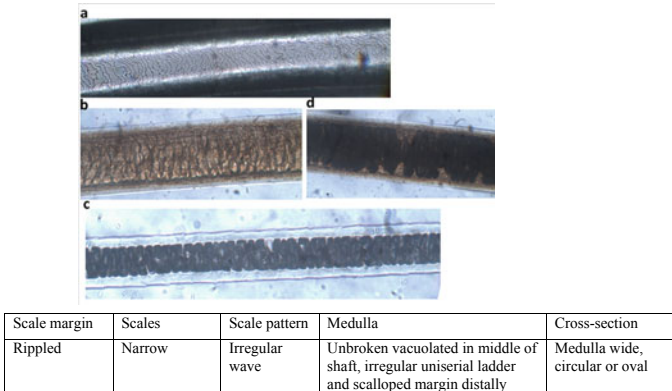 a
b
d
c
Scale margin Scales Scale pattern Medulla Cross-section
Rippled Narrow Irregular wave Unbroken vacuolated in middle of shaft, irregular uniserial ladder and scalloped margin distally Medulla wide, circular or oval